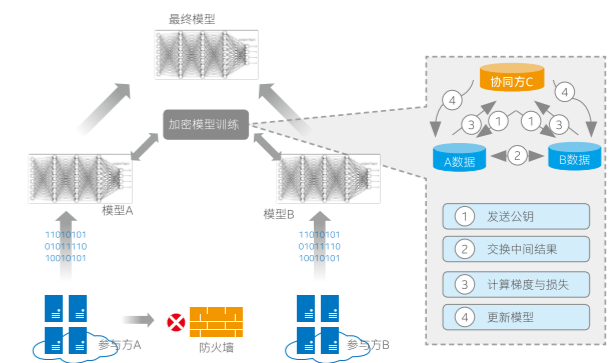 最终模型
协同方C
4
4
3
1
1
3
加密模型训练
A数据
2
B数据
模型A
模型B
1 发送公钥
11010101
01011110
10010101
11010101
01011110
10010101
2 交换中间结果
3 计算梯度与损失
4 更新模型
参与方A
防火墙
参与方B